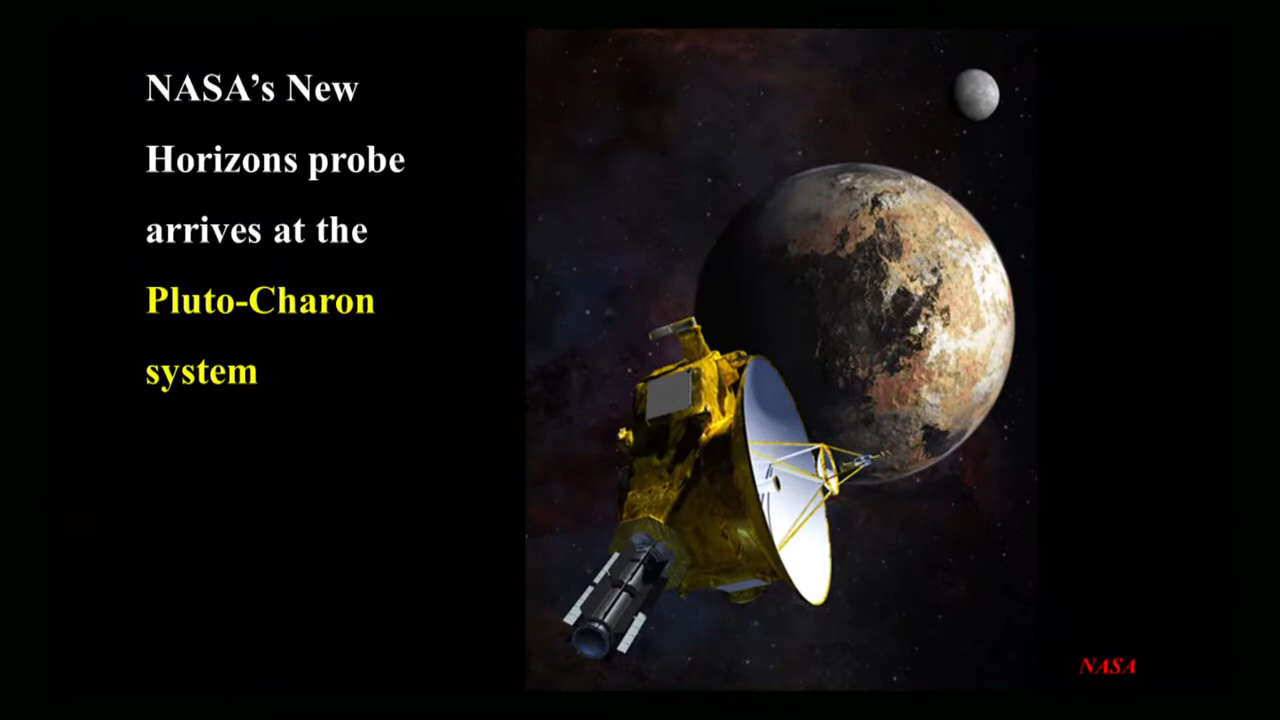 NASA’s New
Horizons probe
arrives at the
Pluto-Charon
system
NASA